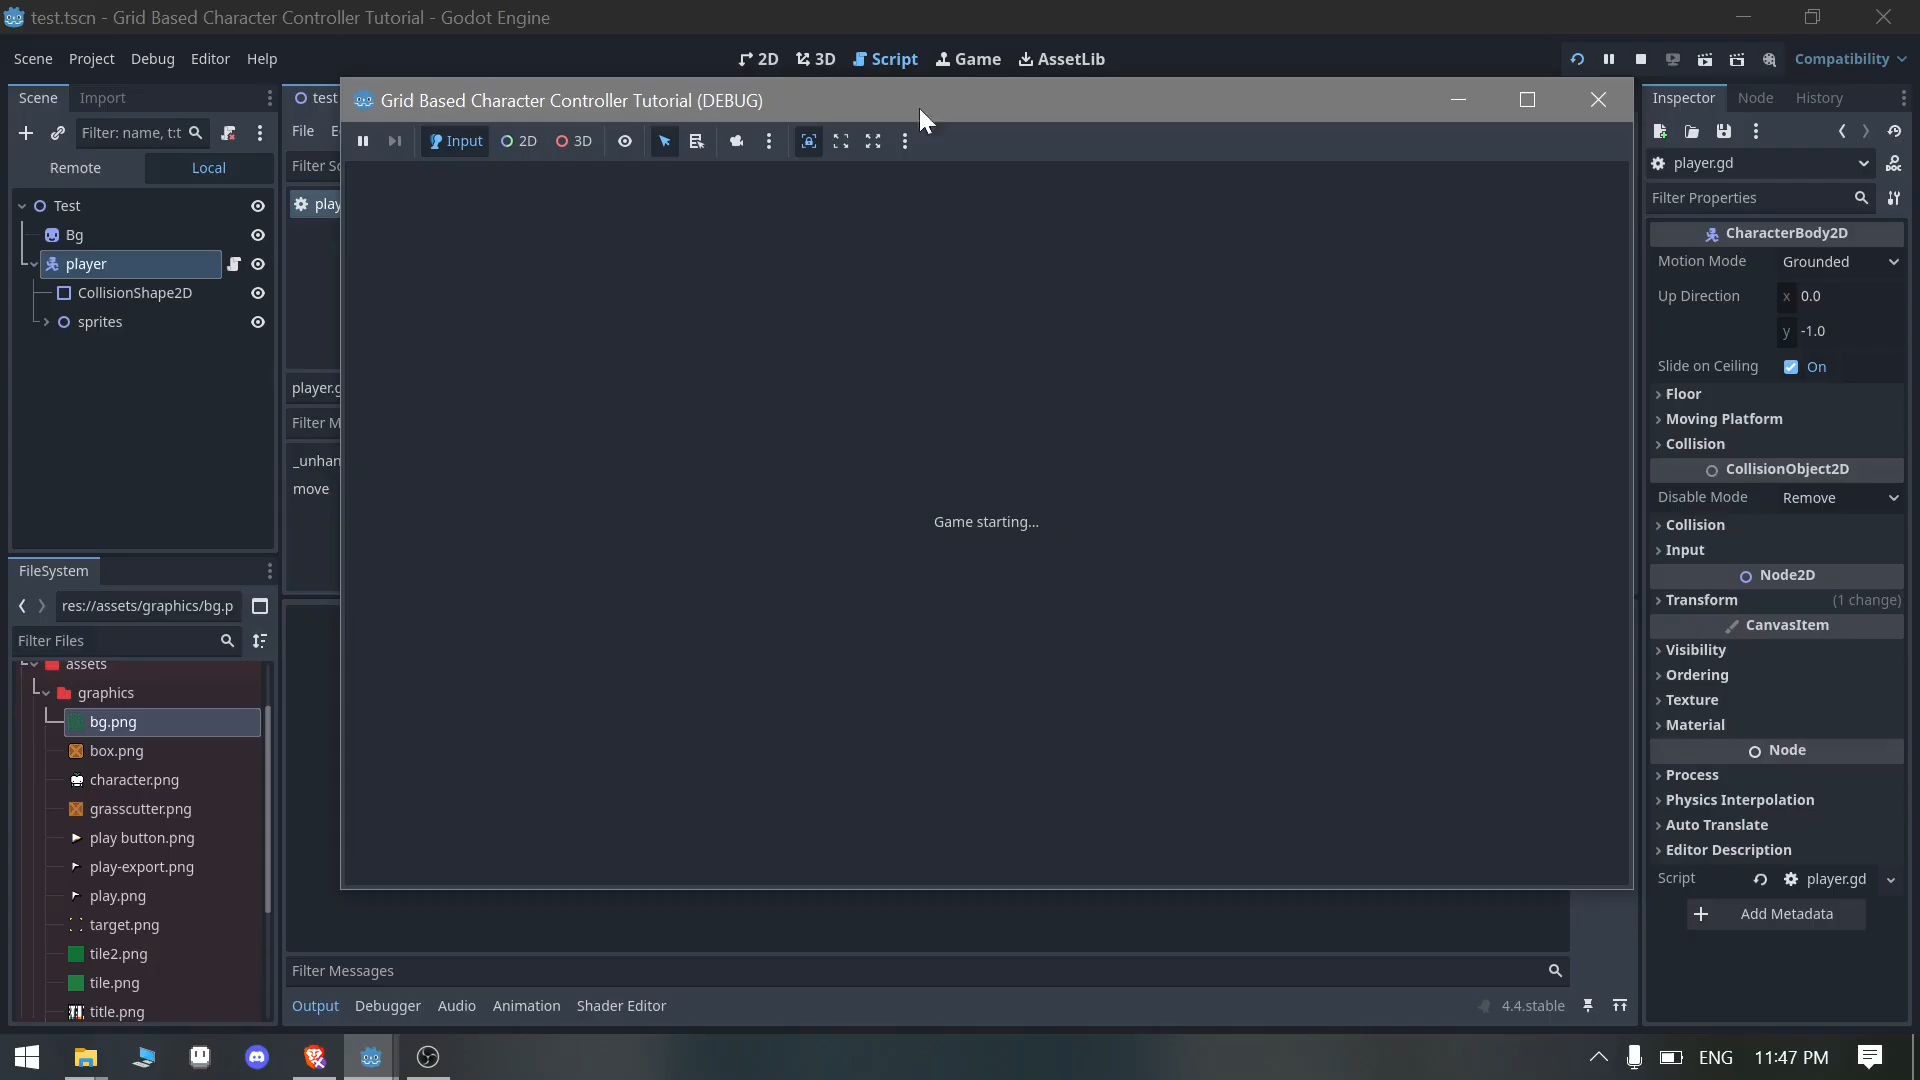 test.tscn - Grid Based Character Controller Tutorial - Godot Engine
Scene Project Debug Editor Help
2D 3D Script Game AssetLib
Compatibility
Scene Import
Filter: name, t:t
Remote Local
Test
Bg
player
CollisionShape2D
sprites
FileSystem
res://assets/graphics/bg.p
Filter Files
assets
graphics
bg.png
box.png
character.png
grasscutter.png
play button.png
play-export.png
play.png
target.png
tile2.png
tile.png
title.png
test
File E
Filter Sc
play
player.g
Filter M
_unhan
move
Grid Based Character Controller Tutorial (DEBUG)
Input 2D 3D
Game starting...
Filter Messages
Output Debugger Audio Animation Shader Editor
4.4.stable
Inspector Node History
player.gd
Filter Properties
CharacterBody2D
Motion Mode Grounded
Up Direction x 0.0
y -1.0
Slide on Ceiling On
Floor
Moving Platform
Collision
CollisionObject2D
Disable Mode Remove
Collision
Input
Node2D
Transform (1 change)
CanvasItem
Visibility
Ordering
Texture
Material
Node
Process
Physics Interpolation
Auto Translate
Editor Description
Script player.gd
Add Metadata
ENG 11:47 PM